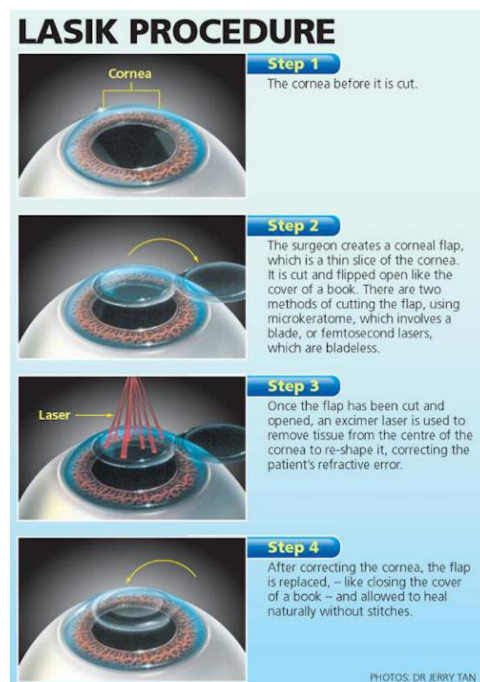 LASIK PROCEDURE
Cornea
Step 1
The cornea before it is cut.
Step 2
The surgeon creates a corneal flap,
which is a thin slice of the cornea.
It is cut and flipped open like the
cover of a book. There are two
methods of cutting the flap, using
microkeratome, which involves a
blade, or femtosecond lasers,
which are bladeless.
Laser
Step 3
Once the flap has been cut and
opened, an excimer laser is used to
remove tissue from the centre of the
cornea to re-shape it, correcting the
patient's refractive error.
Step 4
After correcting the cornea, the flap
is replaced, – like closing the cover
of a book – and allowed to heal
naturally without stitches.
PHOTOS: DR JERRY TAN